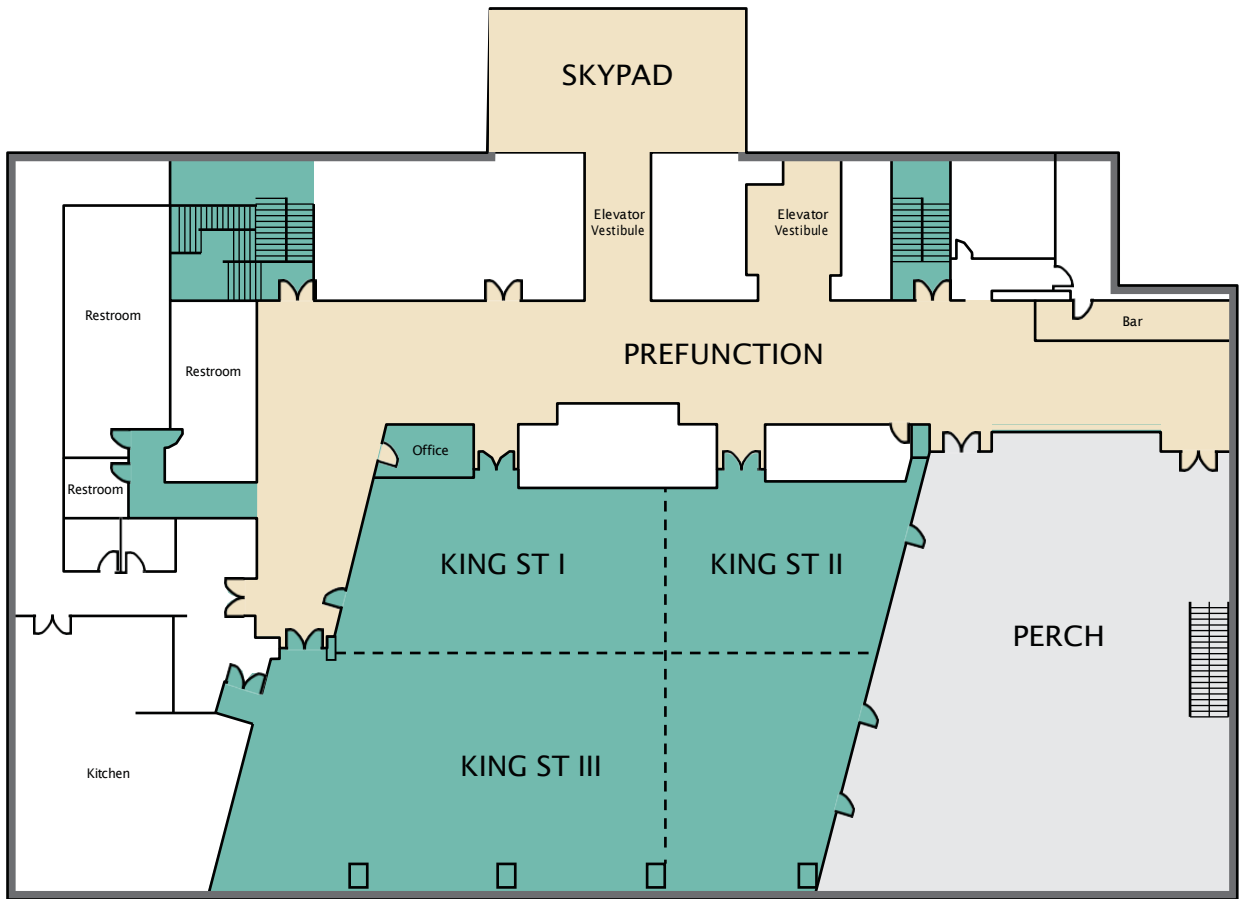 SKYPAD
Elevator
Vestibule
Elevator
Vestibule
Restroom
Bar
PREFUNCTION
Restroom
Office
Restroom
KING ST I
KING ST II
PERCH
KING ST III
Kitchen